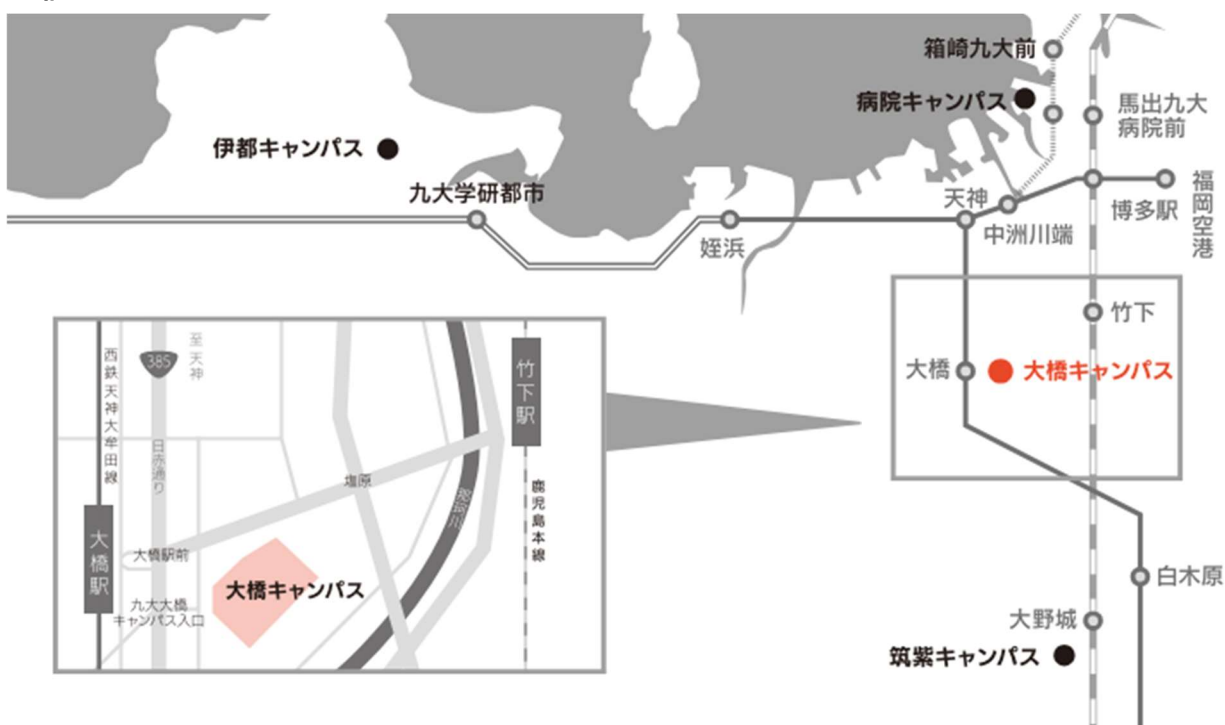 箱崎九大前
病院キャンパス
馬出九大
病院前
伊都キャンパス
九大学研都市
天神
中洲川端
博多駅
福岡空港
姪浜
竹下
大橋
大橋キャンパス
白木原
大野城
筑紫キャンパス
385
至天神
西鉄天神大牟田線
日赤通り
竹下駅
塩原
那珂川
鹿児島本線
大橋駅
大橋駅前
大橋キャンパス
九大大橋
キャンパス入口